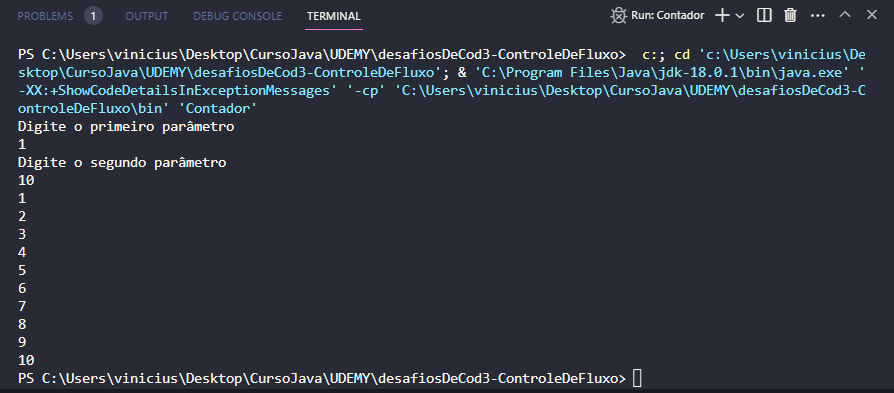 PROBLEMS 1 OUTPUT DEBUG CONSOLE TERMINAL Run: Contador
PS C:\Users\vinicius\Desktop\CursoJava\UDEMY\desafiosDeCod3-ControleDeFluxo>  c:; cd 'c:\Users\vinicius\De
sktop\CursoJava\UDEMY\desafiosDeCod3-ControleDeFluxo'; & 'C:\Program Files\Java\jdk-18.0.1\bin\java.exe' '
-XX:+ShowCodeDetailsInExceptionMessages' '-cp' 'C:\Users\vinicius\Desktop\CursoJava\UDEMY\desafiosDeCod3-C
ontroleDeFluxo\bin' 'Contador'
Digite o primeiro parâmetro
1
Digite o segundo parâmetro
10
1
2
3
4
5
6
7
8
9
10
PS C:\Users\vinicius\Desktop\CursoJava\UDEMY\desafiosDeCod3-ControleDeFluxo>